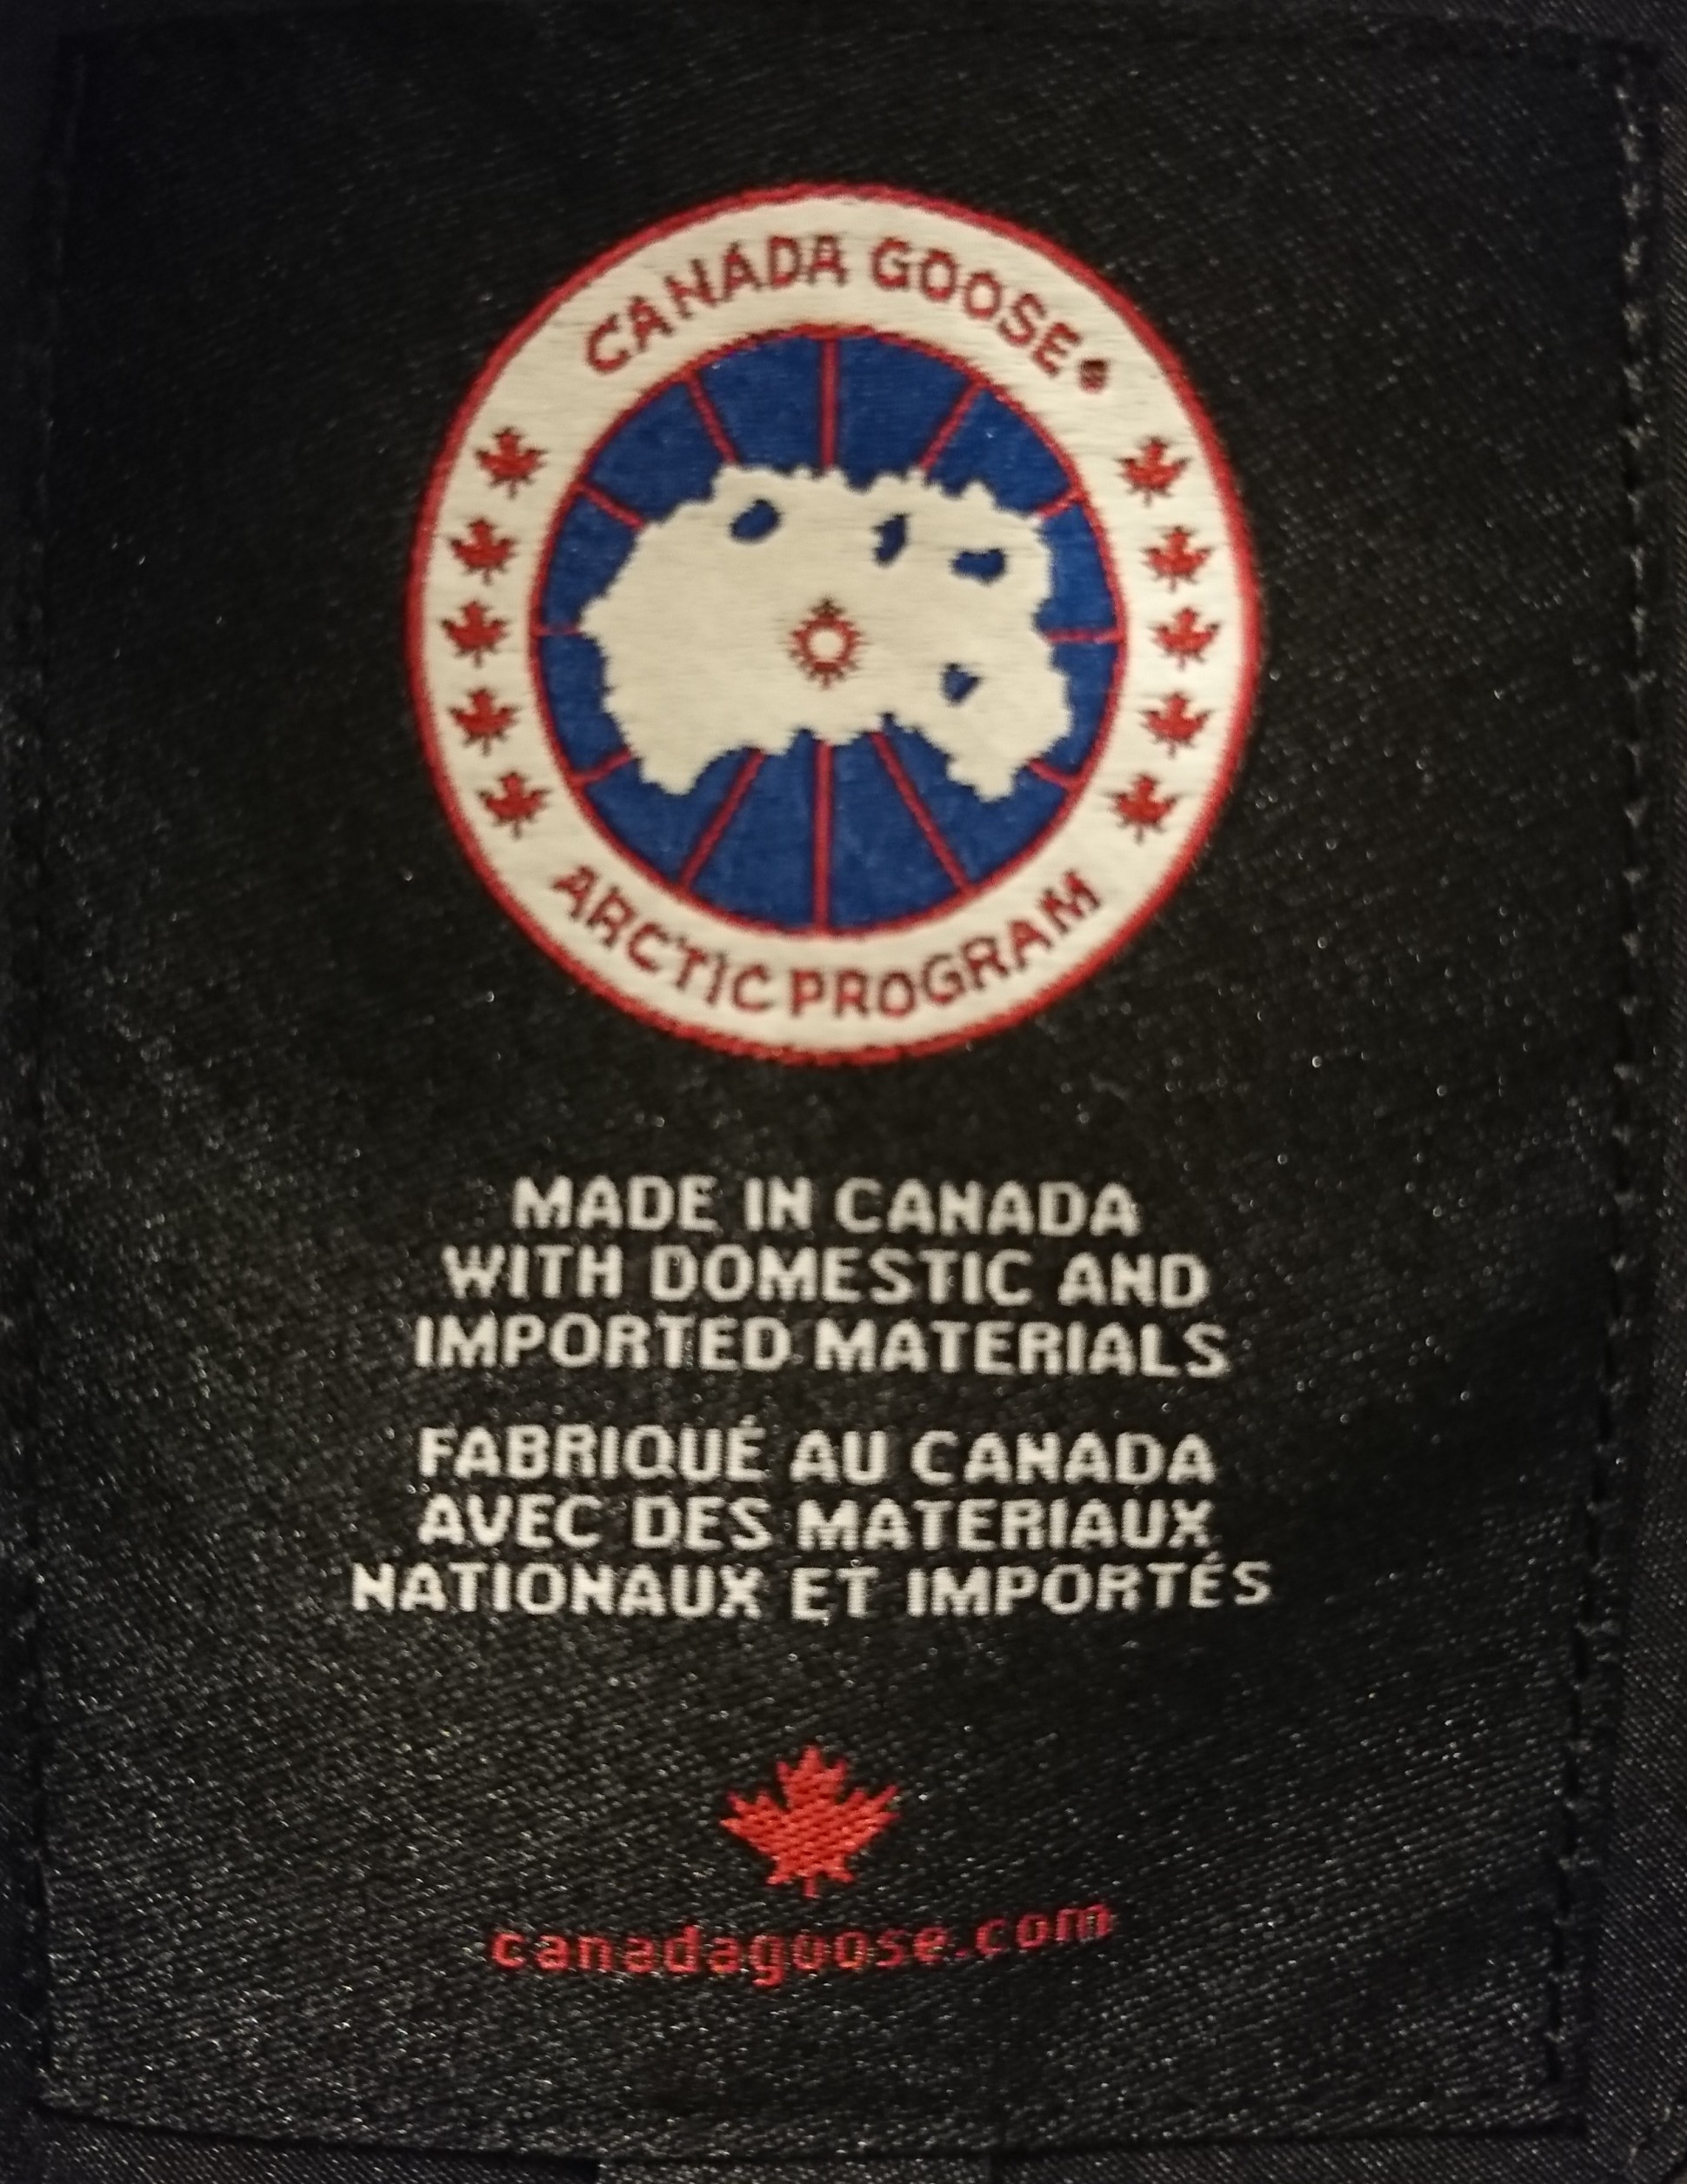 CANADA GOOSE®
ARCTIC PROGRAM
MADE IN CANADA
WITH DOMESTIC AND
IMPORTED MATERIALS
FABRIQUÉ AU CANADA
AVEC DES MATERIAUX
NATIONAUX ET IMPORTÉS
canadagoose.com